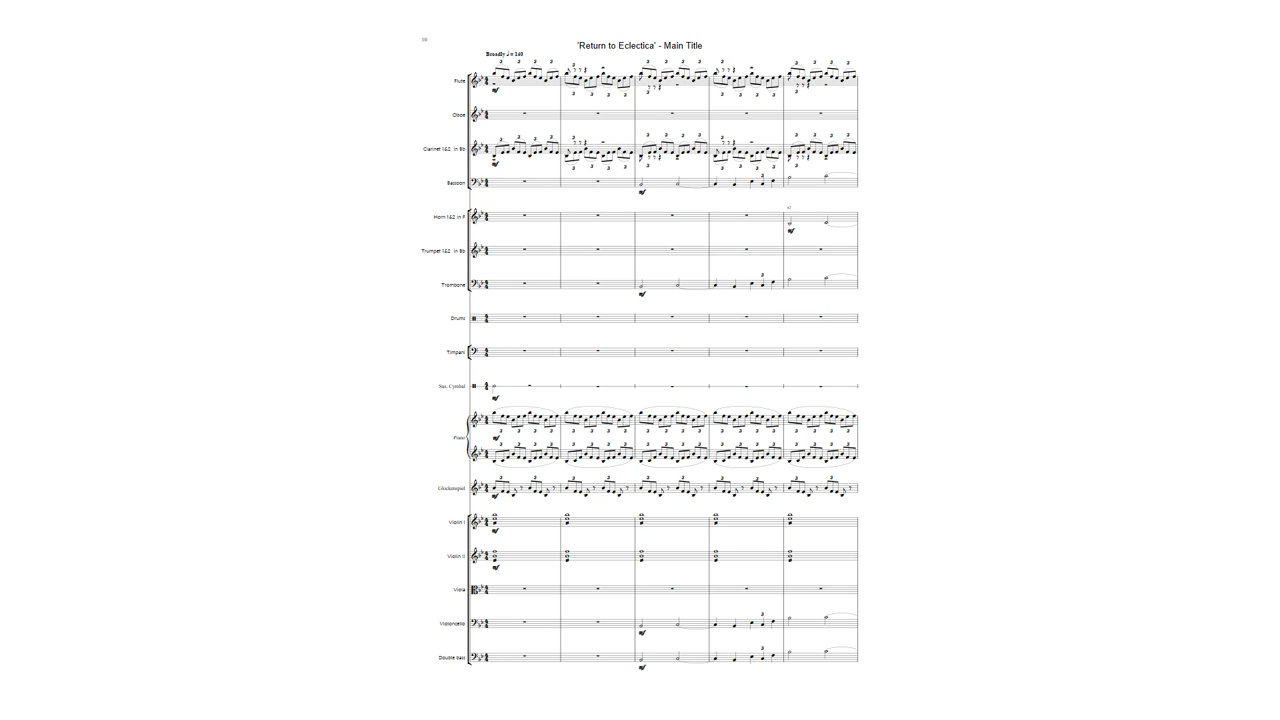 10
'Return to Eclectica' - Main Title
Broadly ♩ = 140
Flute
Oboe
Clarinet 1&2 in Bb
Bassoon
Horn 1&2 in F
a2
Trumpet 1&2 in Bb
Trombone
Drums
Timpani
Sus. Cymbal
Piano
Glockenspiel
Violin I
Violin II
Viola
Violoncello
Double Bass